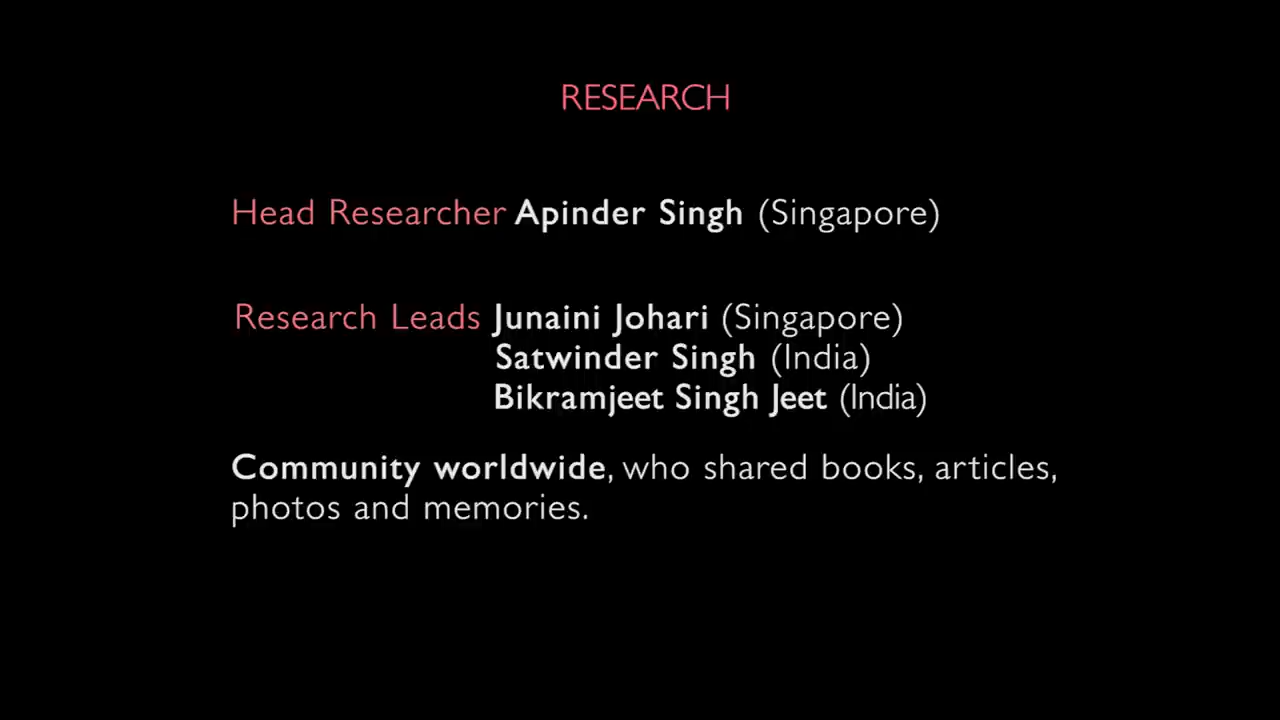 RESEARCH
Head Researcher Apinder Singh (Singapore)
Research Leads Junaini Johari (Singapore)
Satwinder Singh (India)
Bikramjeet Singh Jeet (India)
Community worldwide, who shared books, articles,
photos and memories.